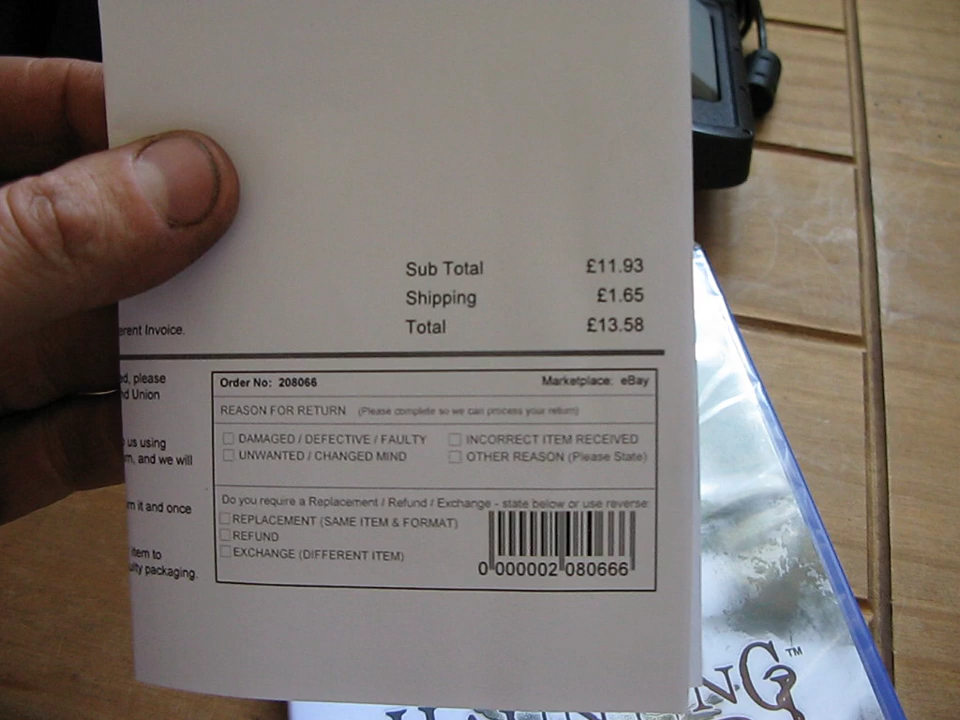 Sub Total £11.93
Shipping £1.65
Total £13.58
erent Invoice.
ed, please
nd Union
us using
rn, and we will
m it and once
item to
ulty packaging.
Order No: 208066 Marketplace: eBay
REASON FOR RETURN (Please complete so we can process your return)
DAMAGED / DEFECTIVE / FAULTY INCORRECT ITEM RECEIVED
UNWANTED / CHANGED MIND OTHER REASON (Please State)
Do you require a Replacement / Refund / Exchange - state below or use reverse
REPLACEMENT (SAME ITEM & FORMAT)
REFUND
EXCHANGE (DIFFERENT ITEM)
0 000002 080666
TM